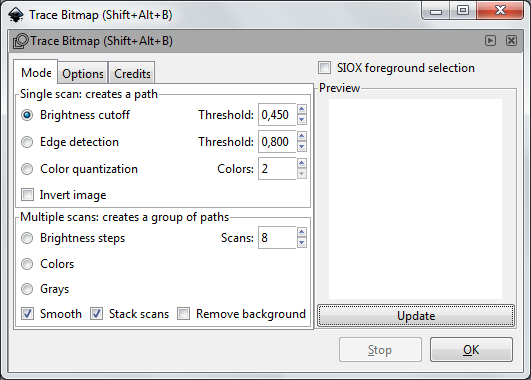 Trace Bitmap (Shift+Alt+B)
Trace Bitmap (Shift+Alt+B)
Mode Options Credits
SIOX foreground selection
Single scan: creates a path
Preview
Brightness cutoff Threshold: 0,450
Edge detection Threshold: 0,800
Color quantization Colors: 2
Invert image
Multiple scans: creates a group of paths
Brightness steps Scans: 8
Colors
Grays
Smooth Stack scans Remove background
Update
Stop OK